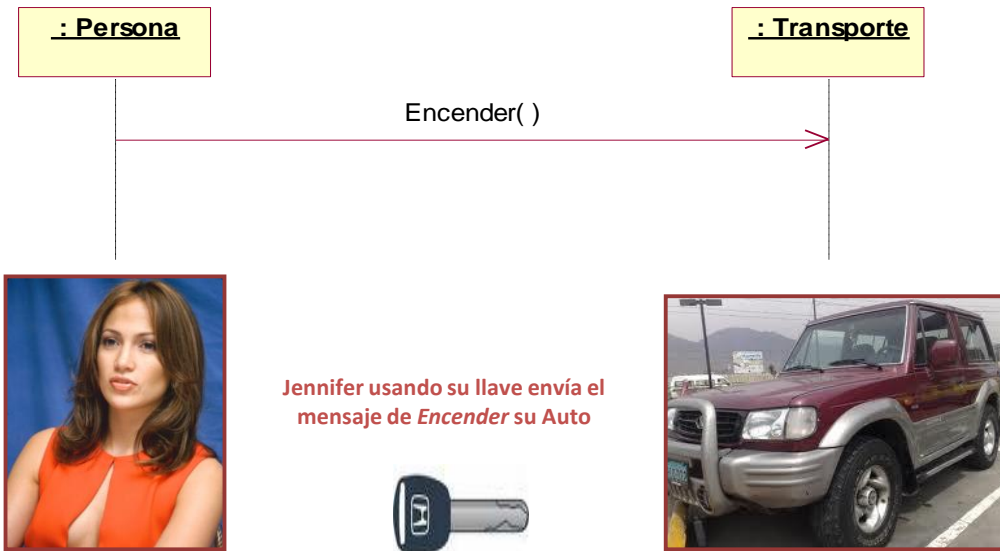 : Persona
: Transporte
Encender( )
Jennifer usando su llave envía el
mensaje de Encender su Auto